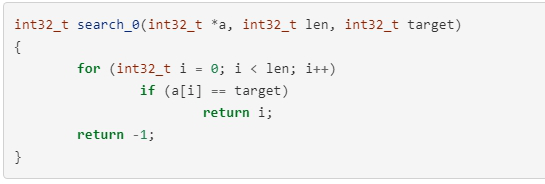 int32_t search_0(int32_t *a, int32_t len, int32_t target)
{
        for (int32_t i = 0; i < len; i++)
                if (a[i] == target)
                        return i;
        return -1;
}